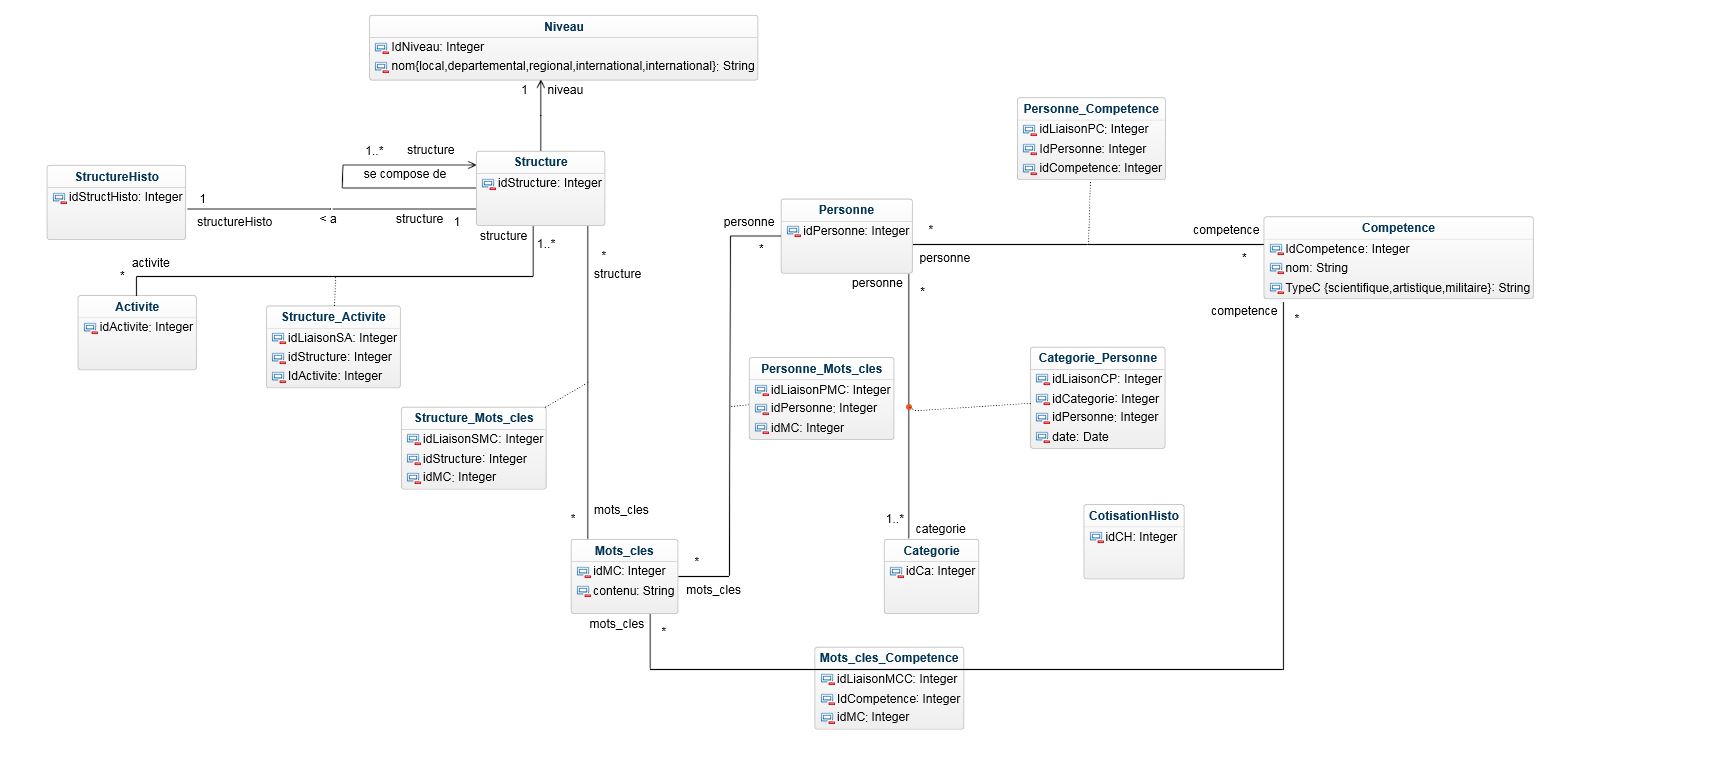 Niveau
IdNiveau: Integer
nom{local,departemental,regional,international,international}: String
1 niveau
Personne_Competence
idLiaisonPC: Integer
IdPersonne: Integer
idCompetence: Integer
1..* structure
se compose de
Structure
idStructure: Integer
StructureHisto
idStructHisto: Integer
1
structureHisto
< a
structure 1
structure
1..*
activite
*
Activite
idActivite: Integer
Structure_Activite
idLiaisonSA: Integer
idStructure: Integer
IdActivite: Integer
*
structure
Personne
idPersonne: Integer
personne
*
*
personne
competence
*
Competence
IdCompetence: Integer
nom: String
TypeC {scientifique,artistique,militaire}: String
competence
*
personne
*
Personne_Mots_cles
idLiaisonPMC: Integer
idPersonne: Integer
idMC: Integer
Categorie_Personne
idLiaisonCP: Integer
idCategorie: Integer
idPersonne: Integer
date: Date
Structure_Mots_cles
idLiaisonSMC: Integer
idStructure: Integer
idMC: Integer
* mots_cles
1..*
categorie
CotisationHisto
idCH: Integer
Mots_cles
idMC: Integer
contenu: String
*
mots_cles
Categorie
idCa: Integer
mots_cles
*
Mots_cles_Competence
idLiaisonMCC: Integer
IdCompetence: Integer
idMC: Integer